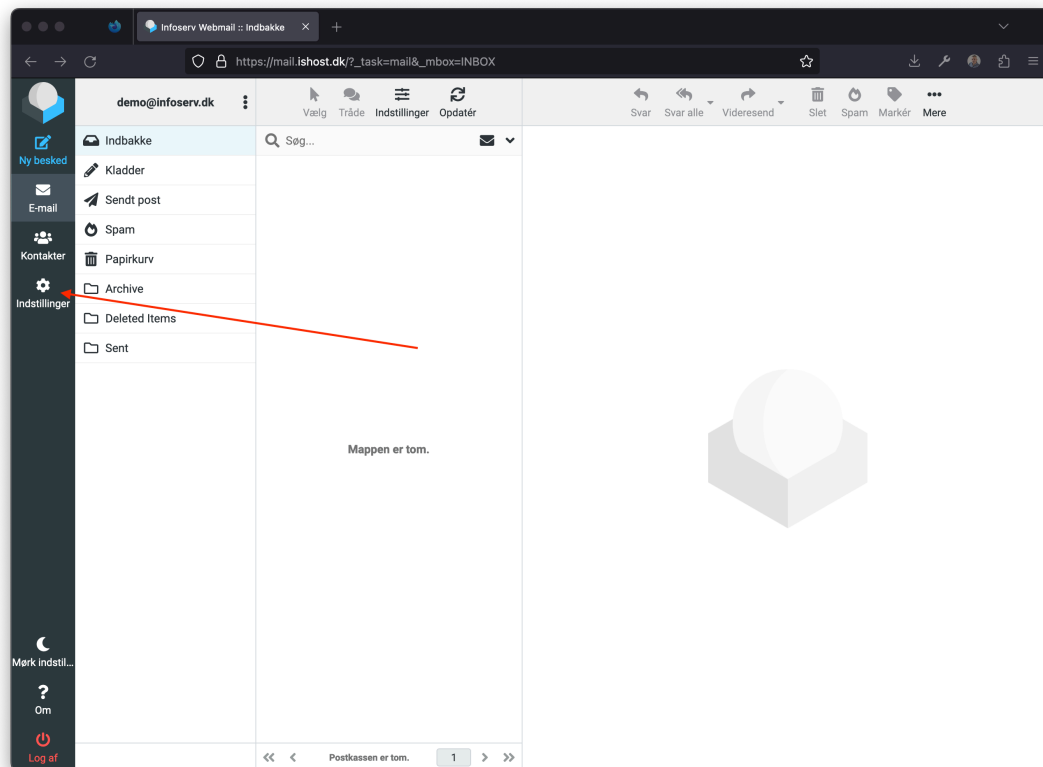 Infoserv Webmail :: Indbakke
https://mail.ishost.dk/?_task=mail&_mbox=INBOX
demo@infoserv.dk
Vælg Tråde Indstillinger Opdatér
Svar Svar alle Videresend Slet Spam Markér Mere
Ny besked
E-mail
Kontakter
Indstillinger
Indbakke
Kladder
Sendt post
Spam
Papirkurv
Archive
Deleted Items
Sent
Søg...
Mappen er tom.
Mørk indstil...
Om
Log af
Postkassen er tom. 1